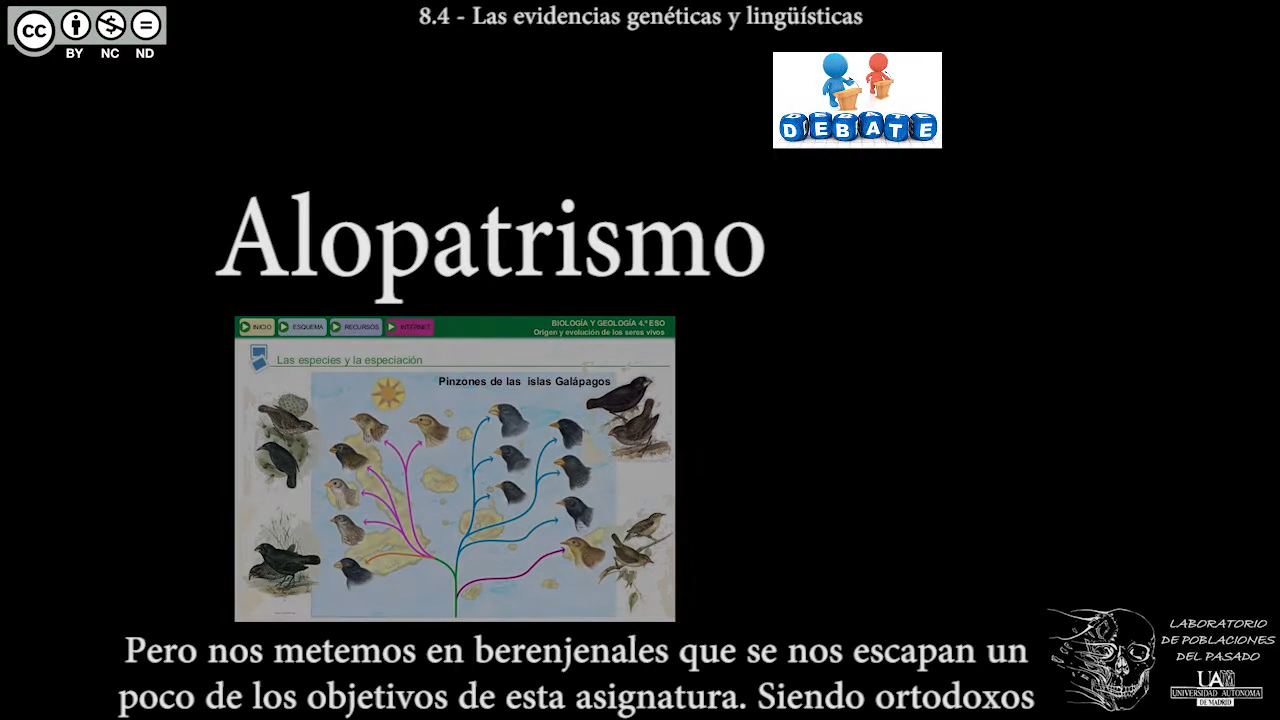 8.4 - Las evidencias genéticas y lingüísticas
cc
BY NC ND
DEBATE
Alopatrismo
INICIO ESQUEMA RECURSOS INTERNET
BIOLOGÍA Y GEOLOGÍA 4.º ESO
Origen y evolución de los seres vivos
Las especies y la especiación
Pinzones de las islas Galápagos
Pero nos metemos en berenjenales que se nos escapan un
poco de los objetivos de esta asignatura. Siendo ortodoxos
LABORATORIO
DE POBLACIONES
DEL PASADO
UAM
UNIVERSIDAD AUTONOMA
DE MADRID